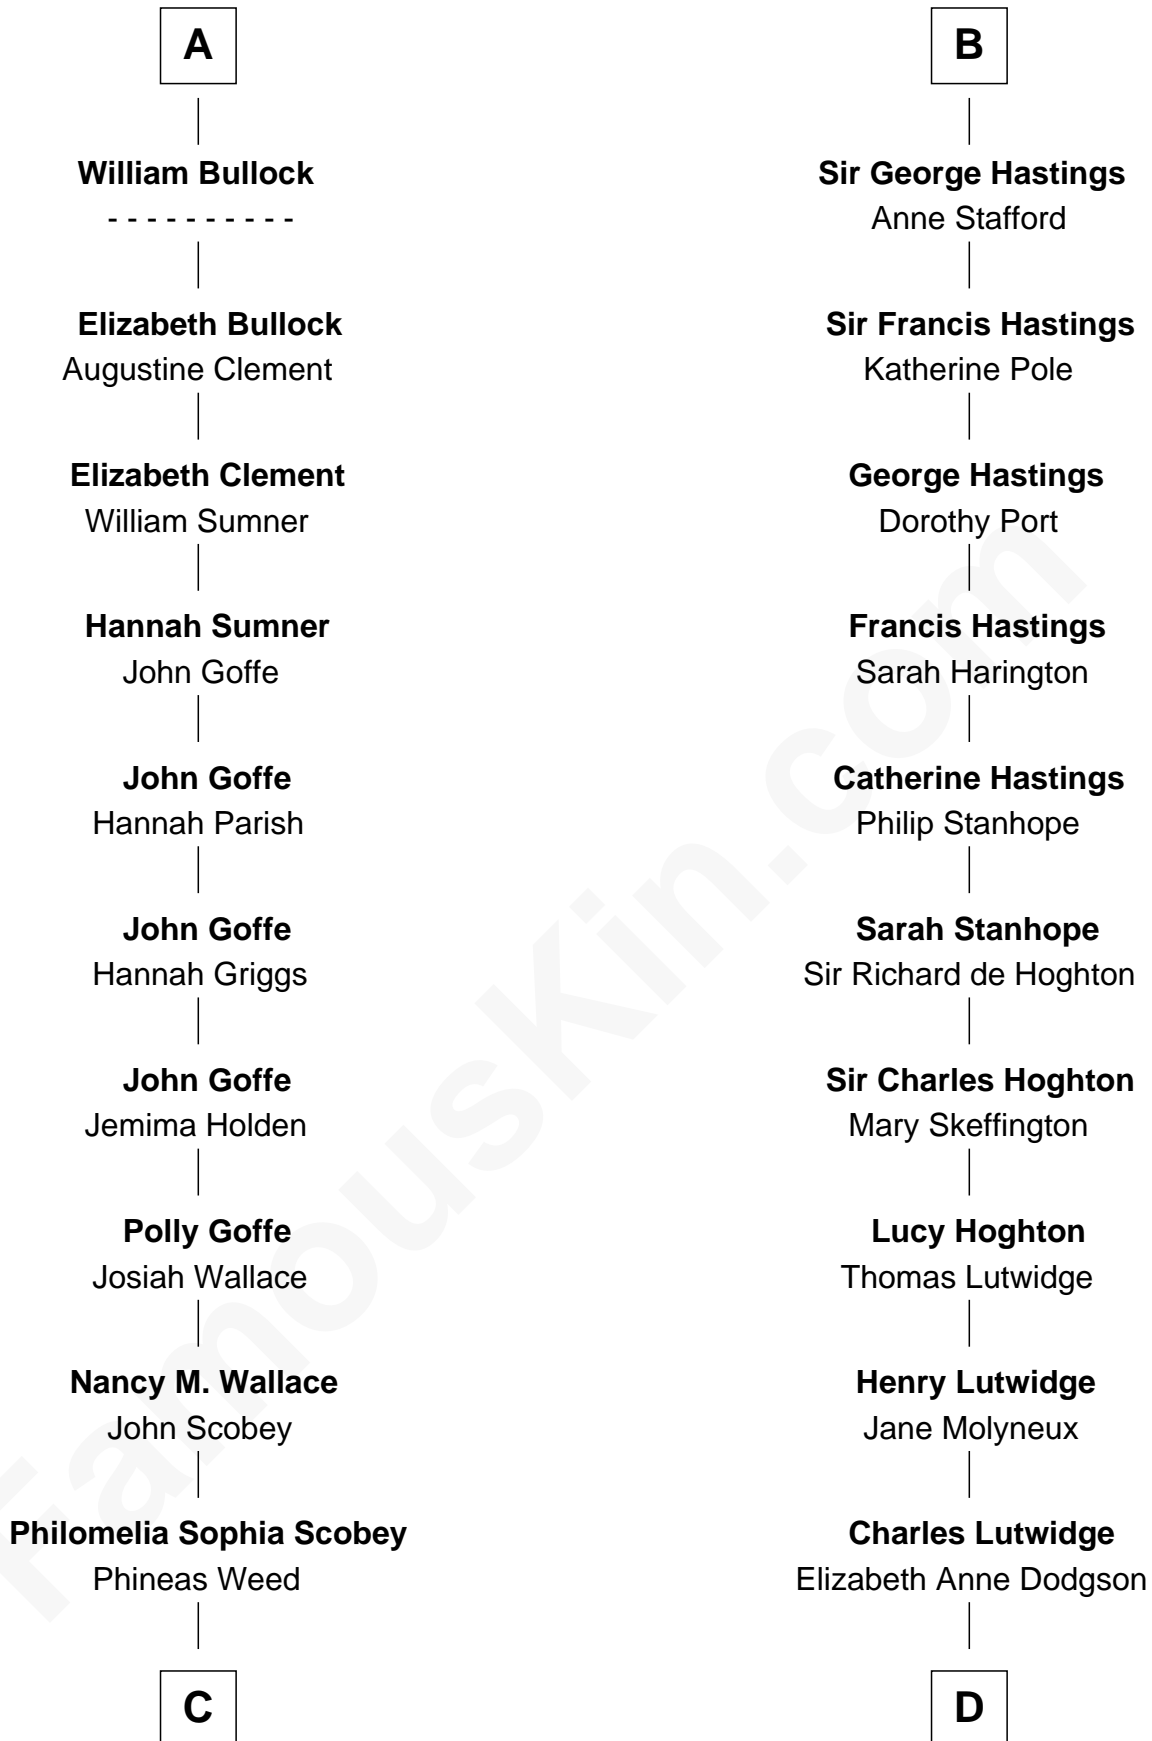 A
William Bullock
- - - - - - - - - -
Elizabeth Bullock
Augustine Clement
Elizabeth Clement
William Sumner
Hannah Sumner
John Goffe
John Goffe
Hannah Parish
John Goffe
Hannah Griggs
John Goffe
Jemima Holden
Polly Goffe
Josiah Wallace
Nancy M. Wallace
John Scobey
Philomelia Sophia Scobey
Phineas Weed
C
B
Sir George Hastings
Anne Stafford
Sir Francis Hastings
Katherine Pole
George Hastings
Dorothy Port
Francis Hastings
Sarah Harington
Catherine Hastings
Philip Stanhope
Sarah Stanhope
Sir Richard de Hoghton
Sir Charles Hoghton
Mary Skeffington
Lucy Hoghton
Thomas Lutwidge
Henry Lutwidge
Jane Molyneux
Charles Lutwidge
Elizabeth Anne Dodgson
D
FamousKin.com